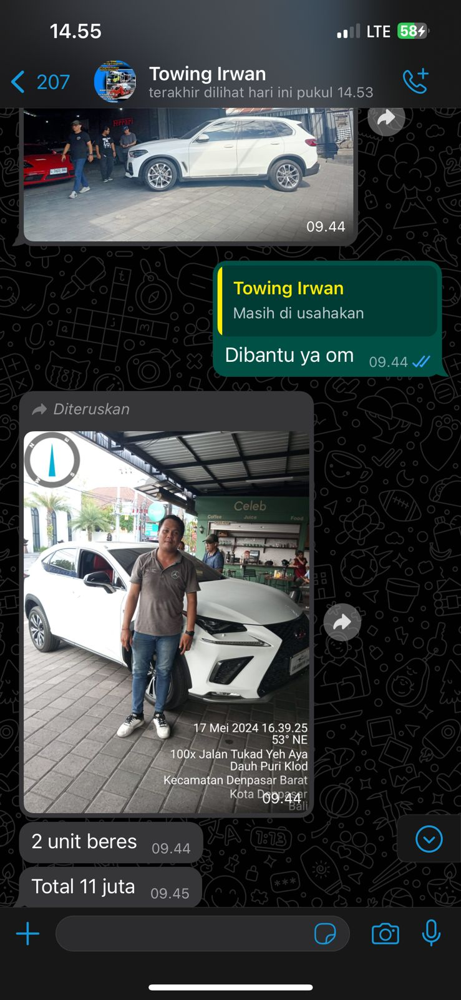 14.55
LTE
58
207
Towing Irwan
terakhir dilihat hari ini pukul 14.53
Ferrari
09.44
Towing Irwan
Masih di usahakan
Dibantu ya om
09.44
Diteruskan
N
E
W
S
Celeb
Coffee
Juice
Food
17 Mei 2024 16.39.25
53° NE
100x Jalan Tukad Yeh Aya
Dauh Puri Klod
Kecamatan Denpasar Barat
Kota Denpasar
Bali
09.44
2 unit beres
09.44
Total 11 juta
09.45